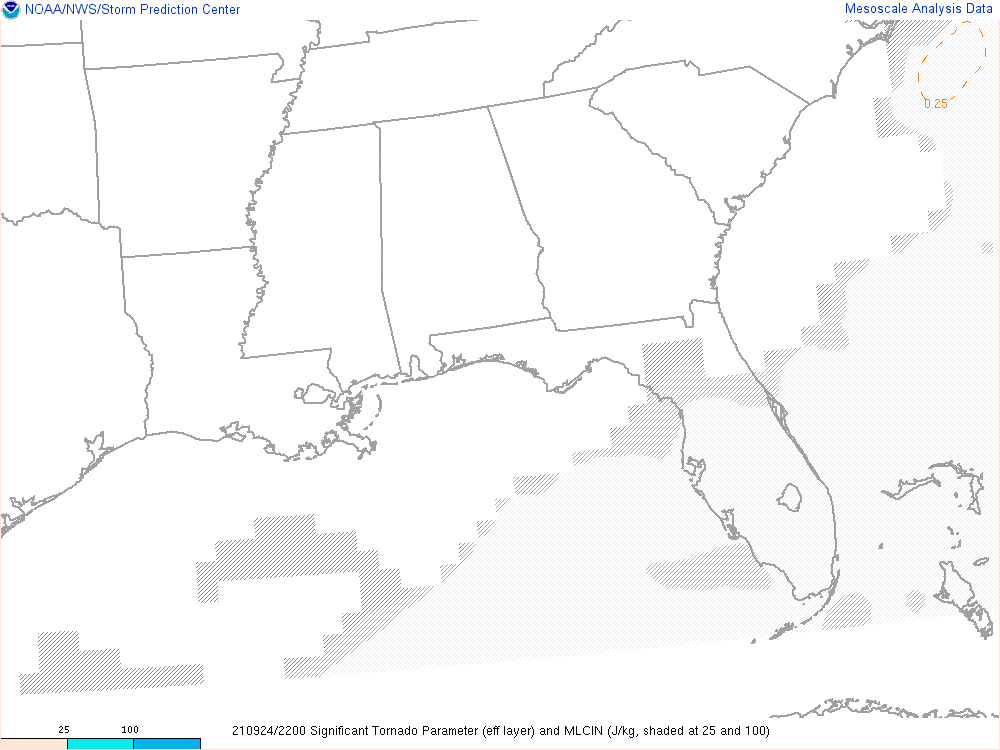 NOAA/NWS/Storm Prediction Center
Mesoscale Analysis Data
0.25
25 100
210924/2200 Significant Tornado Parameter (eff layer) and MLCIN (J/kg, shaded at 25 and 100)